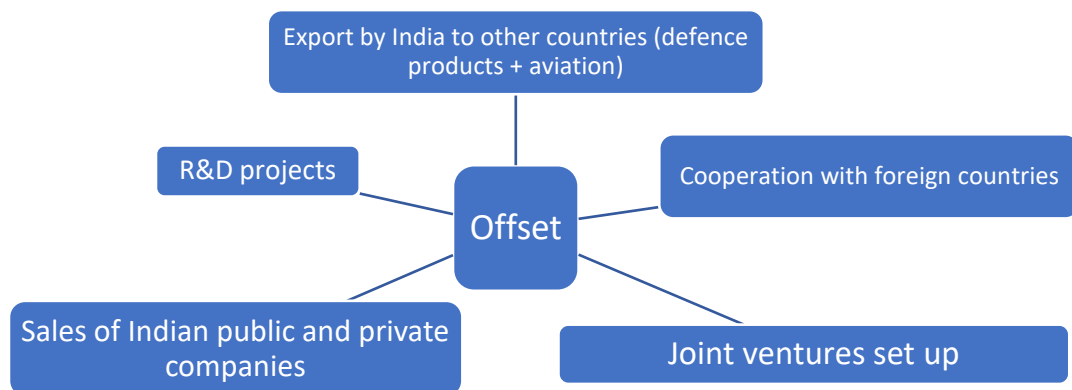 Export by India to other countries (defence
products + aviation)
R&D projects
Cooperation with foreign countries
Offset
Sales of Indian public and private
companies
Joint ventures set up